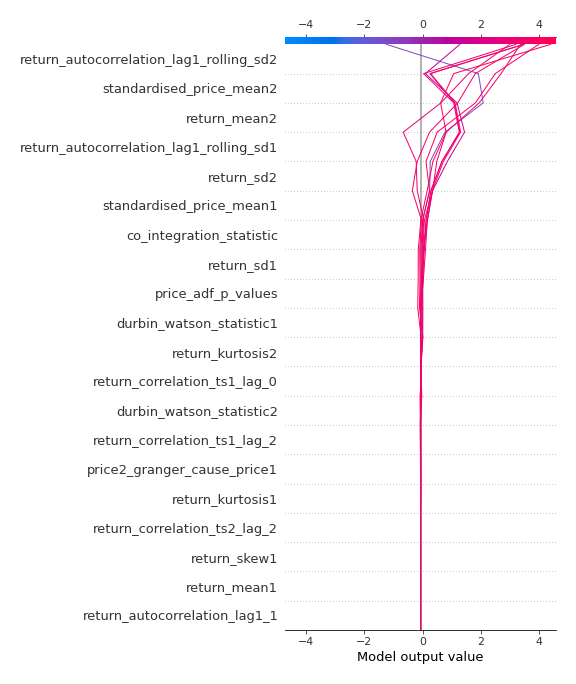 −4 −2 0 2 4
return_autocorrelation_lag1_rolling_sd2
standardised_price_mean2
return_mean2
return_autocorrelation_lag1_rolling_sd1
return_sd2
standardised_price_mean1
co_integration_statistic
return_sd1
price_adf_p_values
durbin_watson_statistic1
return_kurtosis2
return_correlation_ts1_lag_0
durbin_watson_statistic2
return_correlation_ts1_lag_2
price2_granger_cause_price1
return_kurtosis1
return_correlation_ts2_lag_2
return_skew1
return_mean1
return_autocorrelation_lag1_1
−4 −2 0 2 4
Model output value